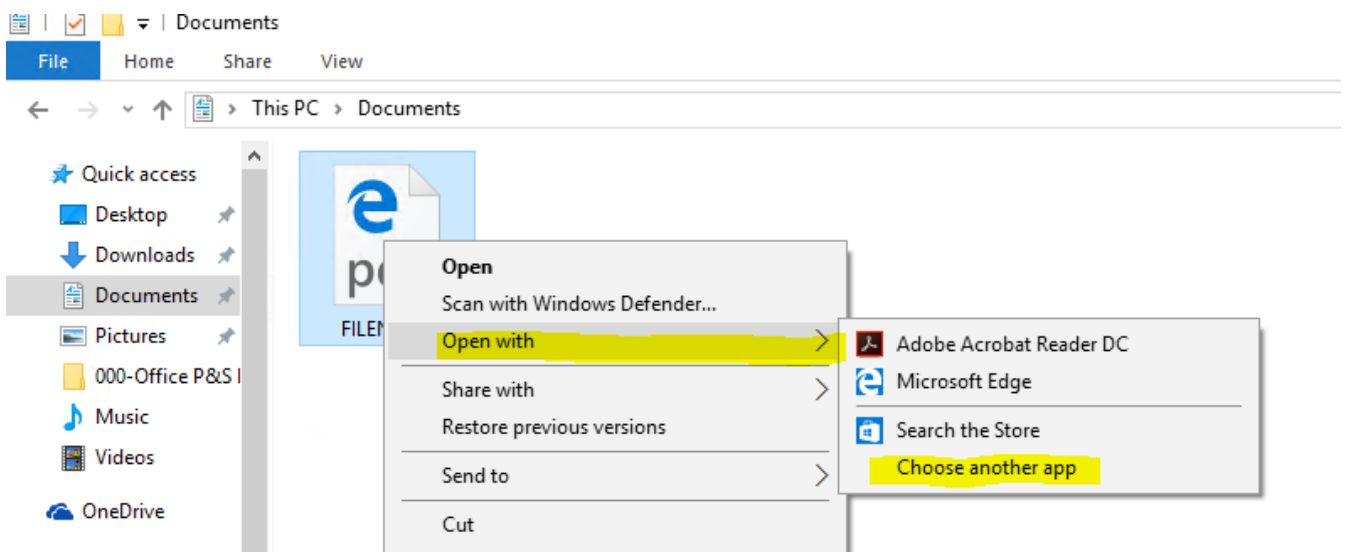 Documents
File Home Share View
This PC > Documents
Quick access
Desktop
Downloads
Documents
Pictures
000-Office P&S
Music
Videos
OneDrive
Open
Scan with Windows Defender...
Open with
Share with
Restore previous versions
Send to
Cut
Adobe Acrobat Reader DC
Microsoft Edge
Search the Store
Choose another app